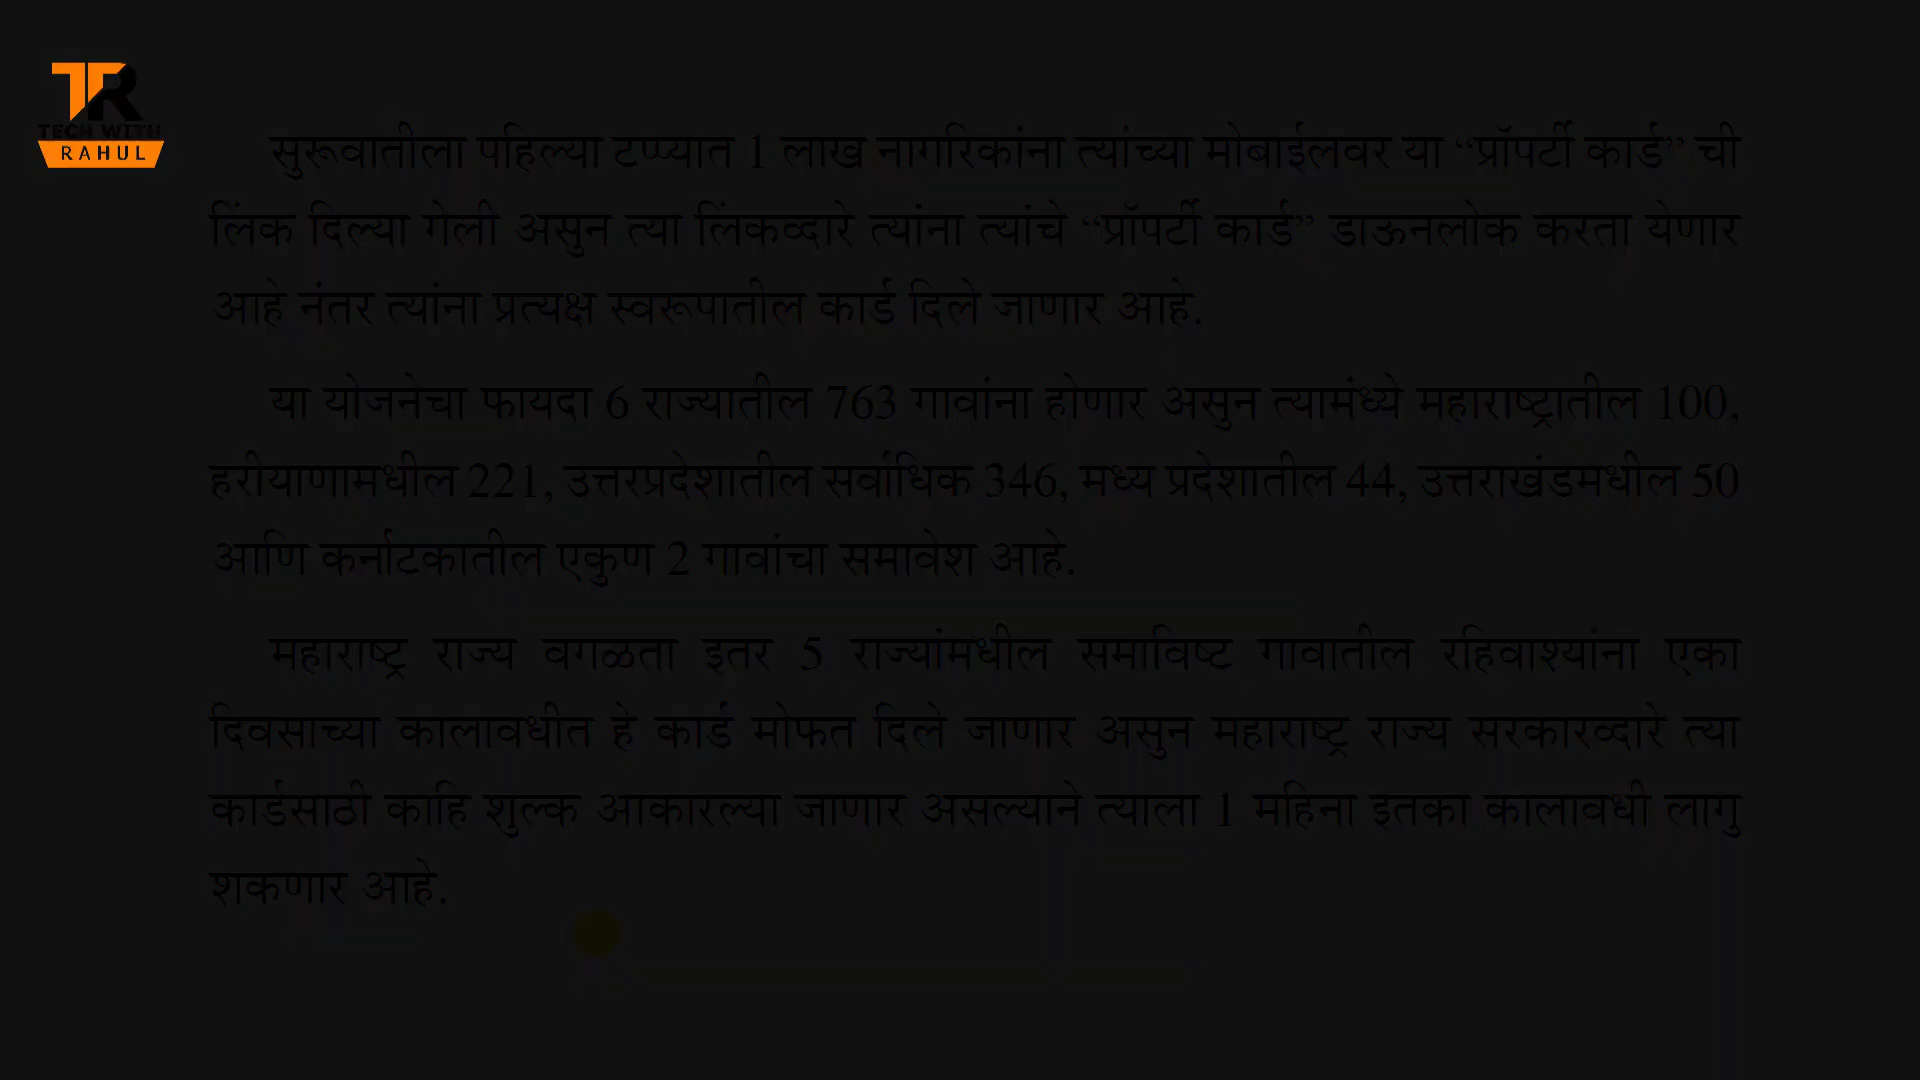 TR
TECH WITH
RAHUL
सुरूवातीला पहिल्या टप्प्यात 1 लाख नागरिकांना त्यांच्या मोबाईलवर या “प्रॉपर्टी कार्ड” ची
लिंक दिल्या गेली असुन त्या लिंकव्दारे त्यांना त्यांचे “प्रॉपर्टी कार्ड” डाऊनलोक करता येणार
आहे नंतर त्यांना प्रत्यक्ष स्वरूपातील कार्ड दिले जाणार आहे.
या योजनेचा फायदा 6 राज्यातील 763 गावांना होणार असुन त्यामंध्ये महाराष्ट्रातील 100,
हरीयाणामधील 221, उत्तरप्रदेशातील सर्वाधिक 346, मध्य प्रदेशातील 44, उत्तराखंडमधील 50
आणि कर्नाटकातील एकुण 2 गावांचा समावेश आहे.
महाराष्ट्र राज्य वगळता इतर 5 राज्यांमधील समाविष्ट गावातील रहिवाश्यांना एका
दिवसाच्या कालावधीत हे कार्ड मोफत दिले जाणार असुन महाराष्ट्र राज्य सरकारव्दारे त्या
कार्डसाठी काहि शुल्क आकारल्या जाणार असल्याने त्याला 1 महिना इतका कालावधी लागु
शकणार आहे.